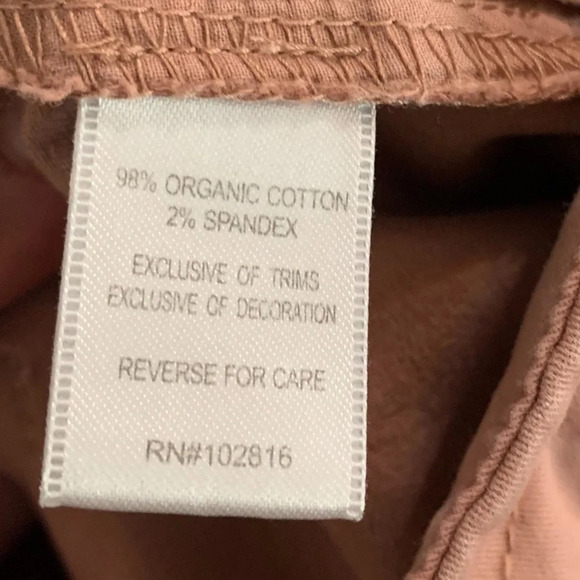 98% ORGANIC COTTON
2% SPANDEX
EXCLUSIVE OF TRIMS
EXCLUSIVE OF DECORATION
REVERSE FOR CARE
RN#102816